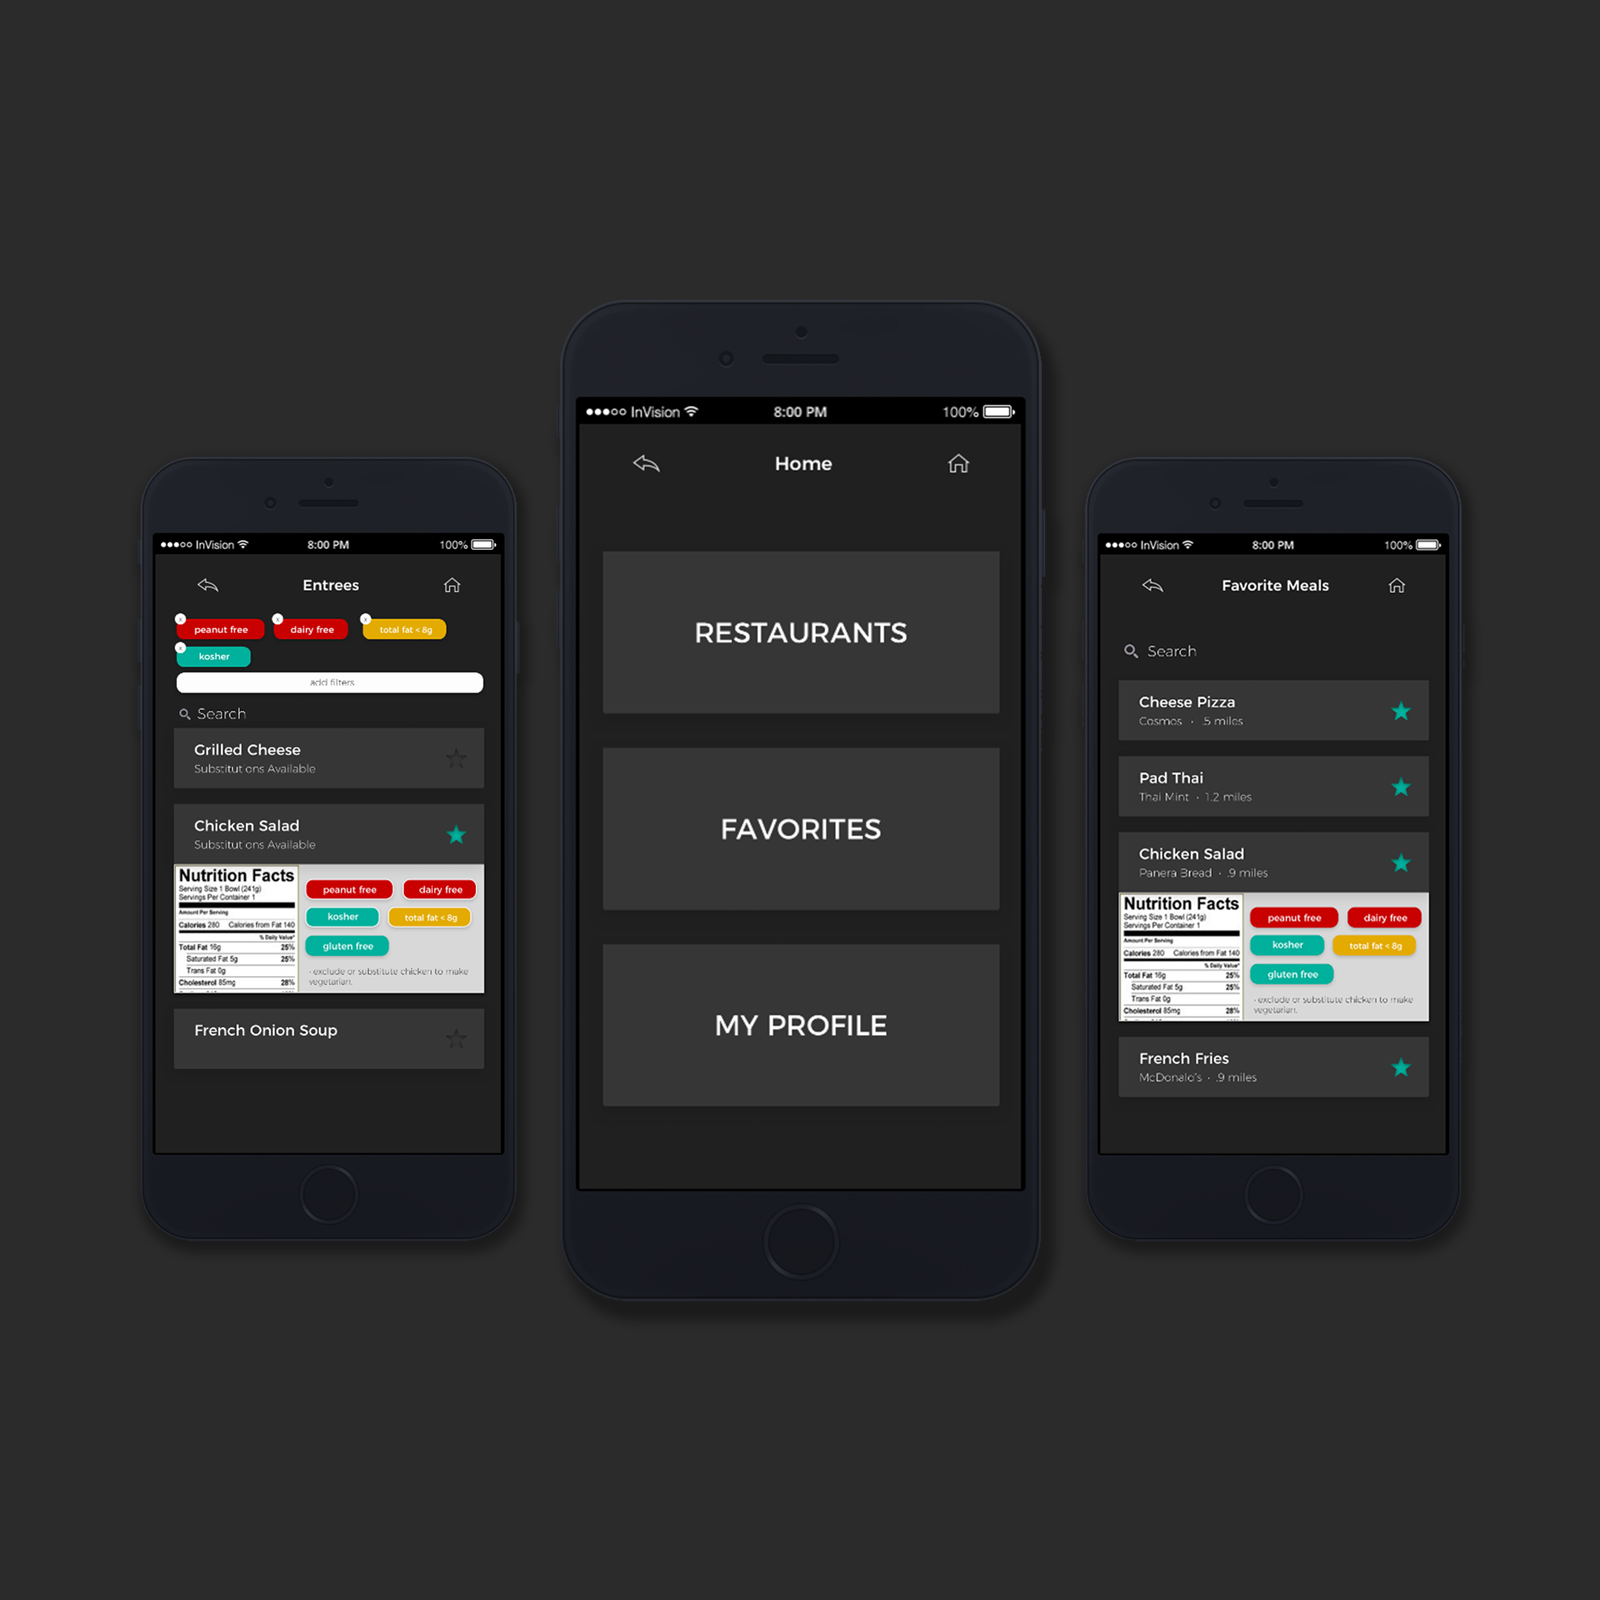 InVision 8:00 PM 100%
Entrees
x peanut free x dairy free x total fat < 8g
x kosher
add filters
Search
Grilled Cheese
Substitut ons Available
Chicken Salad
Substitut ons Available
Nutrition Facts
Serving Size 1 Bowl (241g)
Servings Per Container 1
Amount Per Serving
Calories 280 Calories from Fat 140
% Daily Value*
Total Fat 16g 25%
Saturated Fat 5g 25%
Trans Fat 0g
Cholesterol 85mg 28%
peanut free dairy free
kosher total fat < 8g
gluten free
- exclude or substitute chicken to make
vegetarian.
French Onion Soup
InVision 8:00 PM 100%
Home
RESTAURANTS
FAVORITES
MY PROFILE
InVision 8:00 PM 100%
Favorite Meals
Search
Cheese Pizza
Cosmos · .5 miles
Pad Thai
Thai Mint · 1.2 miles
Chicken Salad
Panera Bread · .9 miles
Nutrition Facts
Serving Size 1 Bowl (241g)
Servings Per Container 1
Amount Per Serving
Calories 280 Calories from Fat 140
% Daily Value*
Total Fat 16g 25%
Saturated Fat 5g 25%
Trans Fat 0g
Cholesterol 85mg 28%
peanut free dairy free
kosher total fat < 8g
gluten free
- exclude or substitute chicken to make
vegetarian.
French Fries
McDonald's · .9 miles